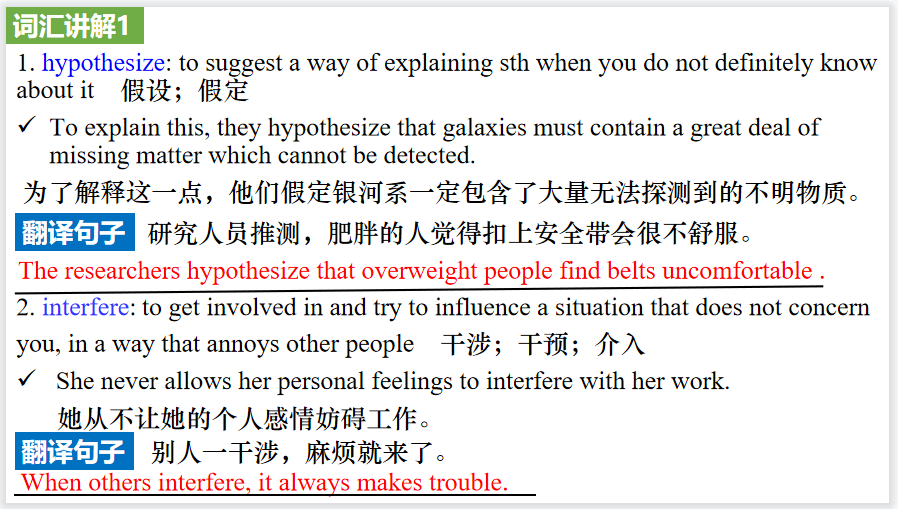 词汇讲解1
1. hypothesize: to suggest a way of explaining sth when you do not definitely know
about it 假设；假定
✓ To explain this, they hypothesize that galaxies must contain a great deal of
missing matter which cannot be detected.
为了解释这一点，他们假定银河系一定包含了大量无法探测到的不明物质。
翻译句子 研究人员推测，肥胖的人觉得扣上安全带会很不舒服。
The researchers hypothesize that overweight people find belts uncomfortable .
2. interfere: to get involved in and try to influence a situation that does not concern
you, in a way that annoys other people 干涉；干预；介入
✓ She never allows her personal feelings to interfere with her work.
她从不让她的个人感情妨碍工作。
翻译句子 别人一干涉，麻烦就来了。
When others interfere, it always makes trouble.